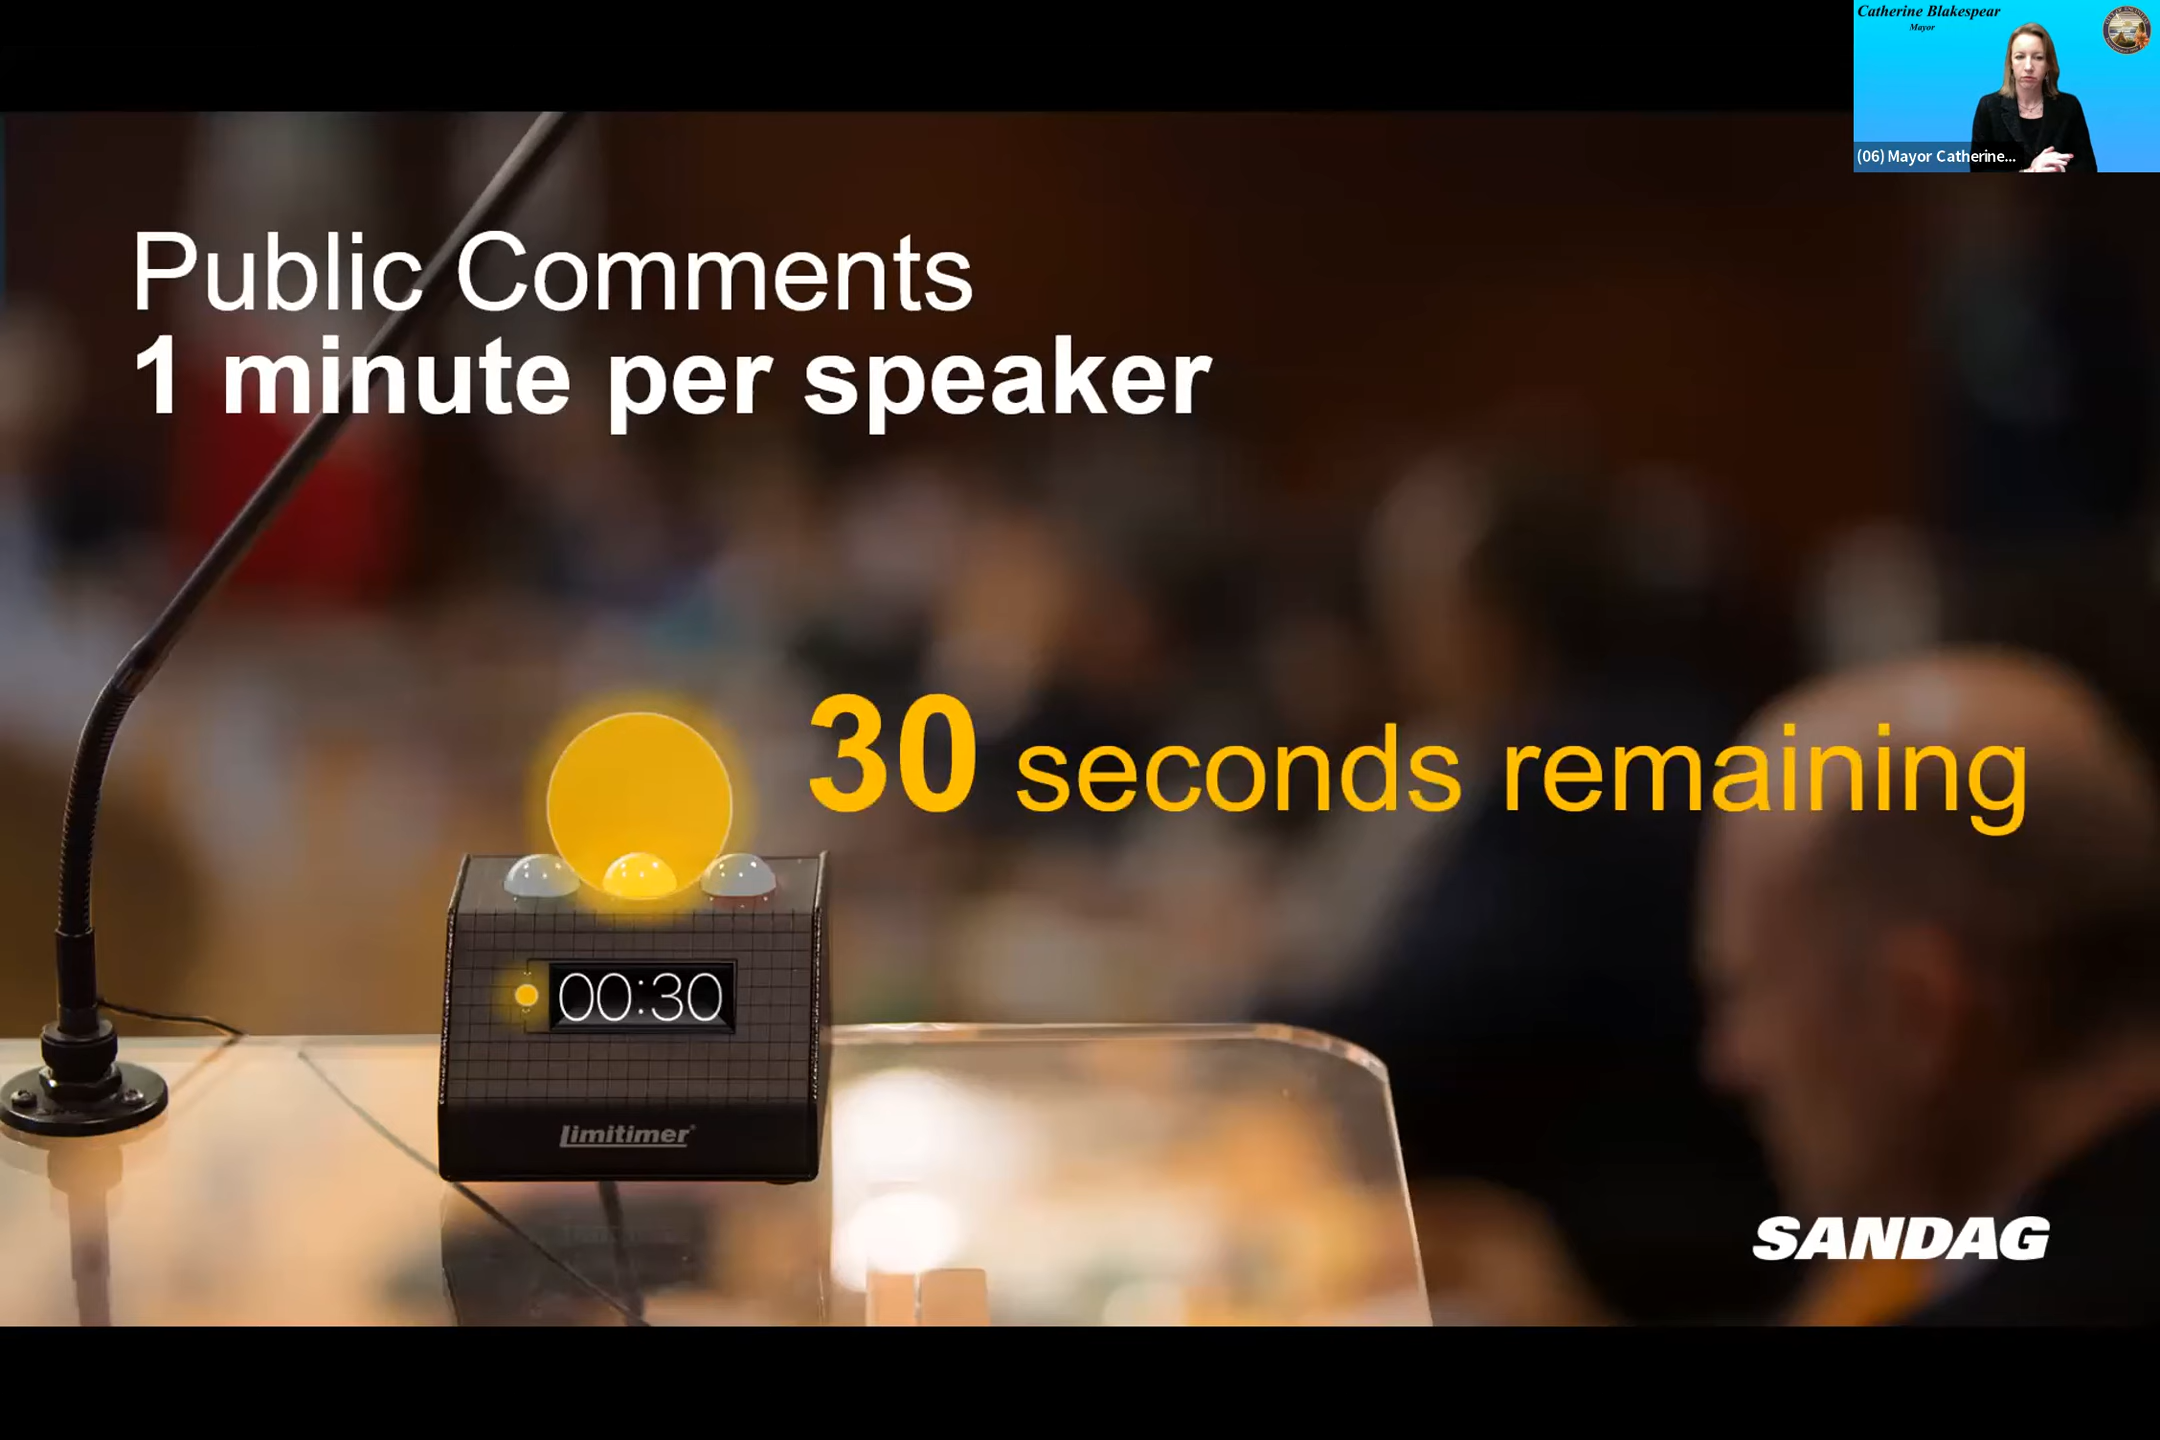 Catherine Blakespear
Mayor
(06) Mayor Catherine...
Public Comments
1 minute per speaker
30 seconds remaining
00:30
Limitimer®
SANDAG